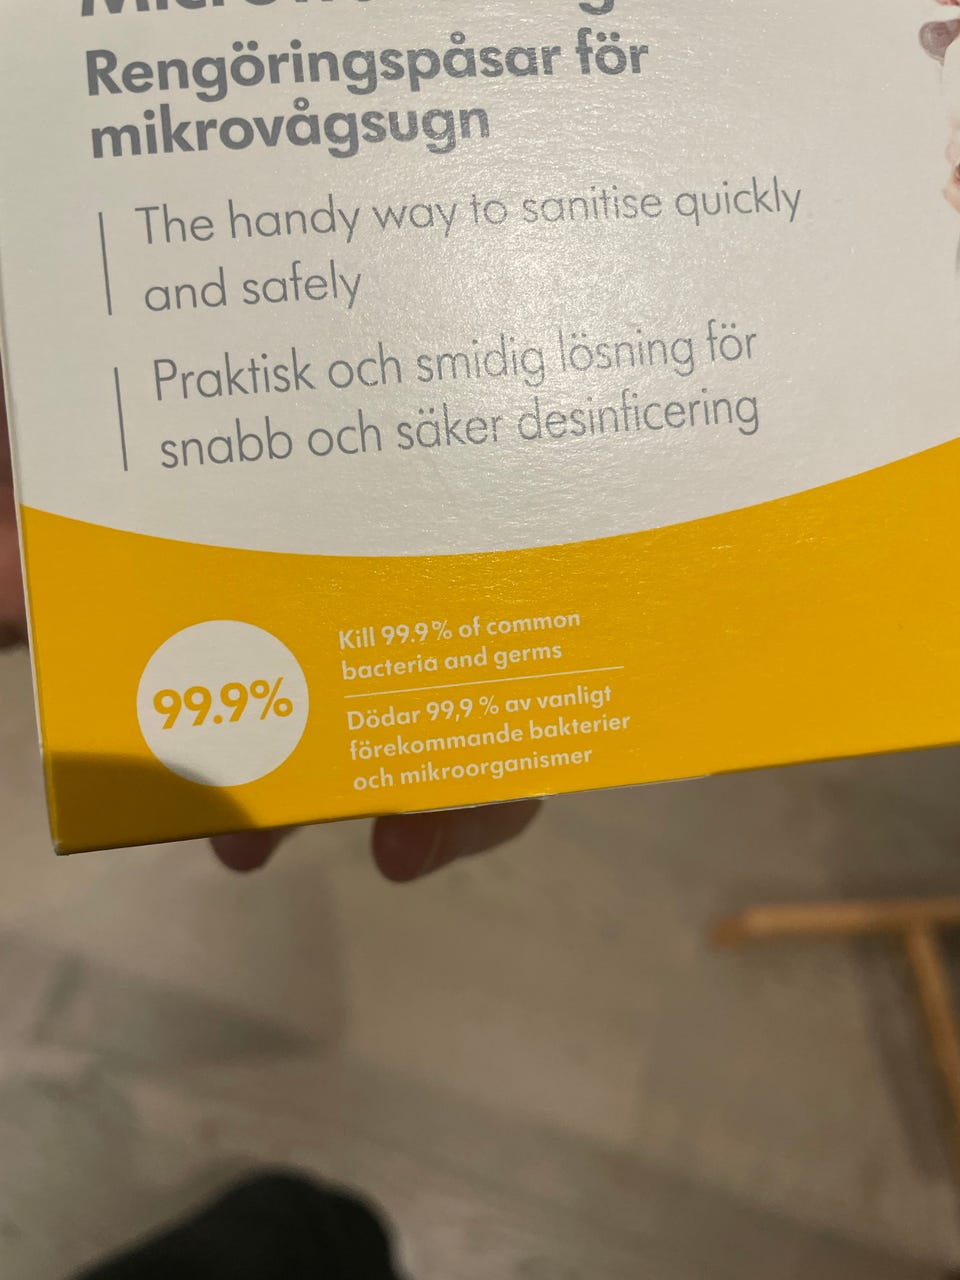 Rengöringspåsar för
mikrovågsugn
The handy way to sanitise quickly
and safely
Praktisk och smidig lösning för
snabb och säker desinficering
99.9%
Kill 99.9% of common
bacteria and germs
Dödar 99,9 % av vanligt
förekommande bakterier
och mikroorganismer